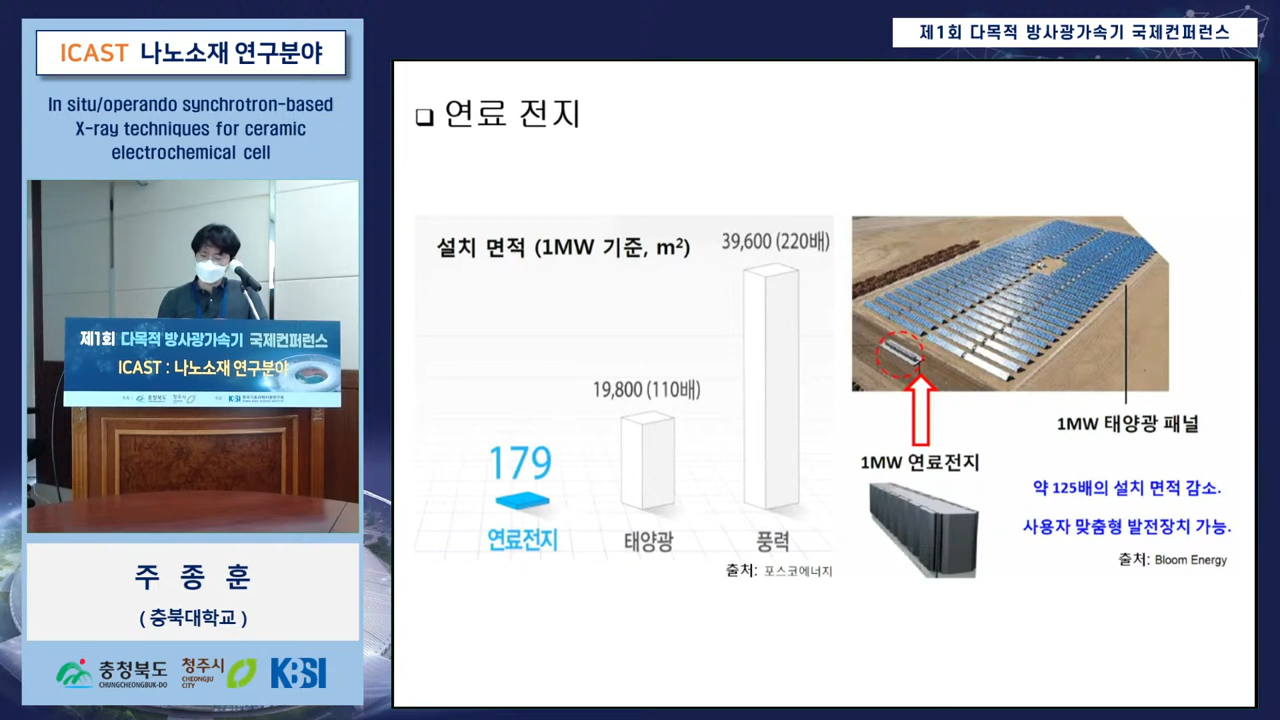 ICAST 나노소재 연구분야
In situ/operando synchrotron-based
X-ray techniques for ceramic
electrochemical cell
제1회 다목적 방사광가속기 국제컨퍼런스
ICAST : 나노소재 연구분야
충청북도 청주시 KBSI
주 종 훈
( 충북대학교 )
충청북도
CHUNGCHEONGBUK-DO
청주시
CHEONGJU
CITY
KBSI
제1회 다목적 방사광가속기 국제컨퍼런스
❑ 연료 전지
설치 면적 (1MW 기준, m²)
39,600 (220배)
19,800 (110배)
179
연료전지
태양광
풍력
출처: 포스코에너지
1MW 태양광 패널
1MW 연료전지
약 125배의 설치 면적 감소.
사용자 맞춤형 발전장치 가능.
출처: Bloom Energy